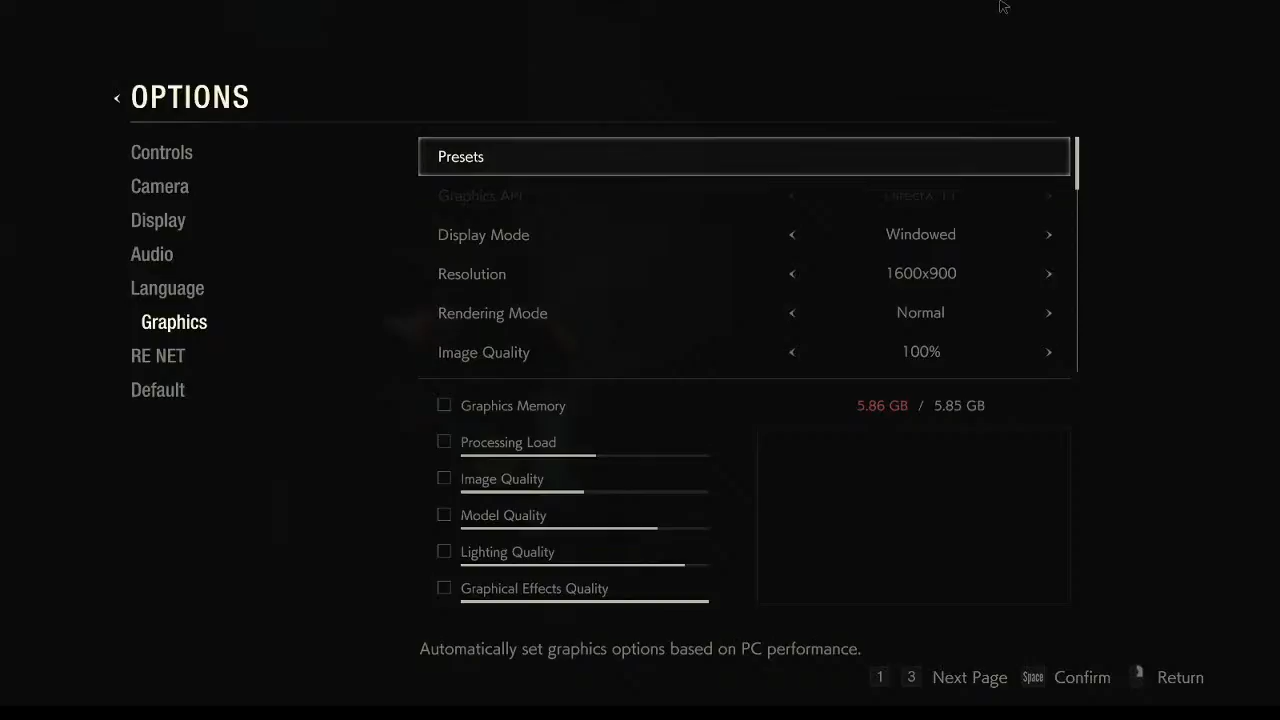 OPTIONS
Controls
Camera
Display
Audio
Language
Graphics
RE NET
Default
Presets
Graphics API
Display Mode Windowed
Resolution 1600x900
Rendering Mode Normal
Image Quality 100%
Graphics Memory 5.86 GB / 5.85 GB
Processing Load
Image Quality
Model Quality
Lighting Quality
Graphical Effects Quality
Automatically set graphics options based on PC performance.
1 3 Next Page Space Confirm Return